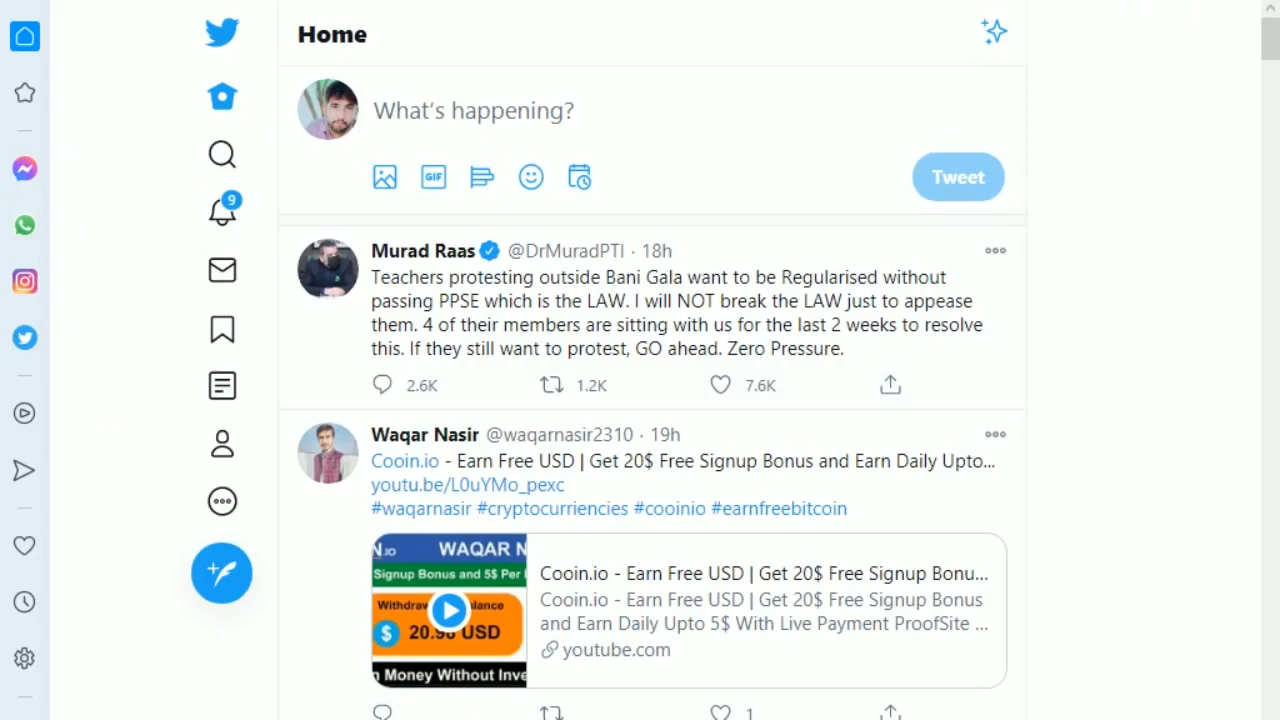 Home
What's happening?
GIF
Tweet
9
Murad Raas @DrMuradPTI · 18h
Teachers protesting outside Bani Gala want to be Regularised without
passing PPSE which is the LAW. I will NOT break the LAW just to appease
them. 4 of their members are sitting with us for the last 2 weeks to resolve
this. If they still want to protest, GO ahead. Zero Pressure.
2.6K 1.2K 7.6K
Waqar Nasir @waqarnasir2310 · 19h
Cooin.io - Earn Free USD | Get 20$ Free Signup Bonus and Earn Daily Upto...
youtu.be/L0uYMo_pexc
#waqarnasir #cryptocurriencies #cooinio #earnfreebitcoin
N.IO WAQAR N
Signup Bonus and 5$ Per
Withdraw lance
$ 20.96 USD
n Money Without Inve
Cooin.io - Earn Free USD | Get 20$ Free Signup Bonu...
Cooin.io - Earn Free USD | Get 20$ Free Signup Bonus
and Earn Daily Upto 5$ With Live Payment ProofSite ...
youtube.com
1